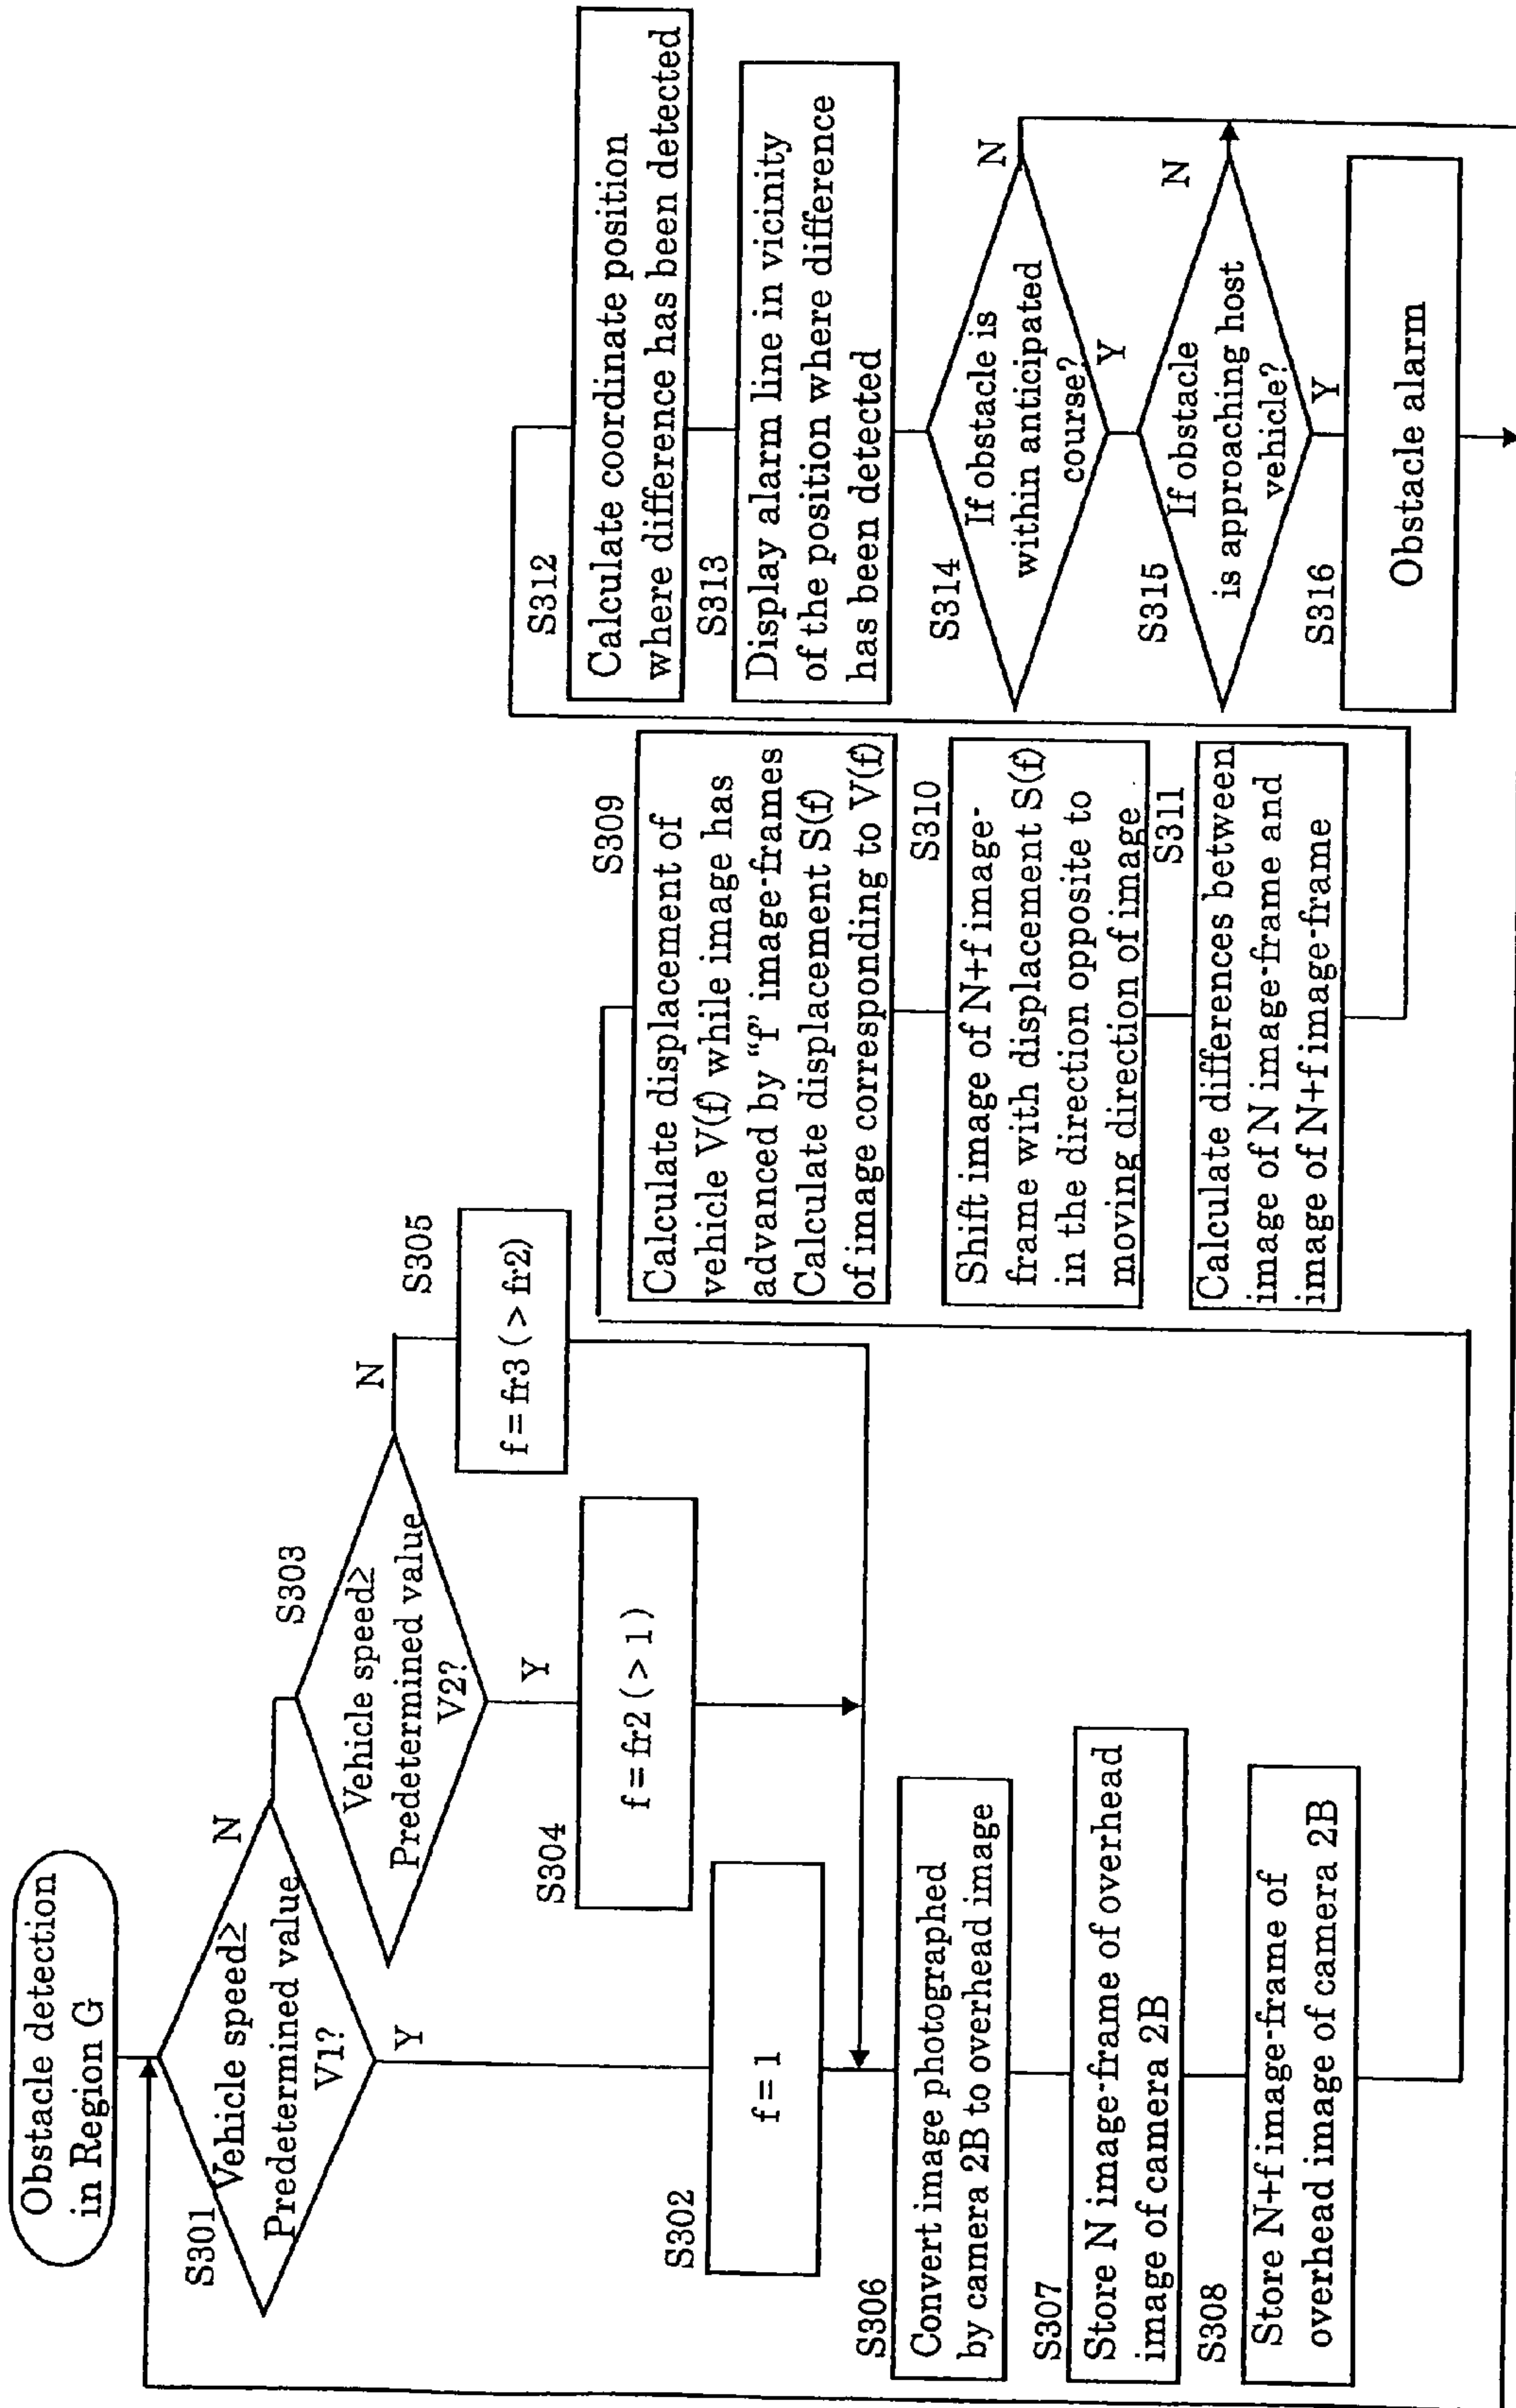 Obstacle detection
in Region G
S301
Vehicle speed≥
Predetermined value
V1?
N
Y
S303
Vehicle speed≥
Predetermined value
V2?
N
Y
S305
f = fr3 ( > fr2)
S304
f = fr2 ( > 1 )
S302
f = 1
S306
Convert image photographed
by camera 2B to overhead image
S307
Store N image-frame of overhead
image of camera 2B
S308
Store N+f image-frame of
overhead image of camera 2B
S309
Calculate displacement of
vehicle V(f) while image has
advanced by “f” image-frames
Calculate displacement S(f)
of image corresponding to V(f)
S310
Shift image of N+f image-
frame with displacement S(f)
in the direction opposite to
moving direction of image
S311
Calculate differences between
image of N image-frame and
image of N+f image-frame
S312
Calculate coordinate position
where difference has been detected
S313
Display alarm line in vicinity
of the position where difference
has been detected
S314
If obstacle is
within anticipated
course?
N
Y
S315
If obstacle
is approaching host
vehicle?
N
Y
S316
Obstacle alarm